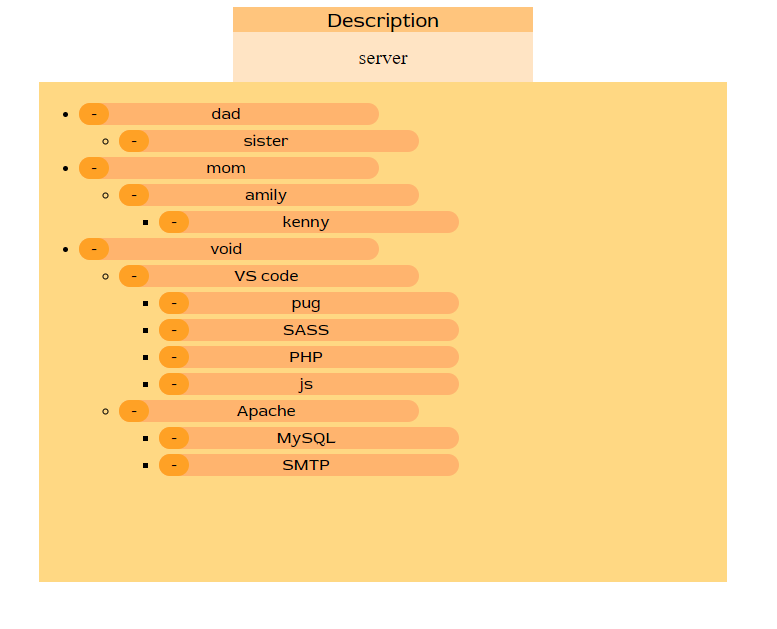 Description
server
- dad
- sister
- mom
- amily
- kenny
- void
- VS code
- pug
- SASS
- PHP
- js
- Apache
- MySQL
- SMTP